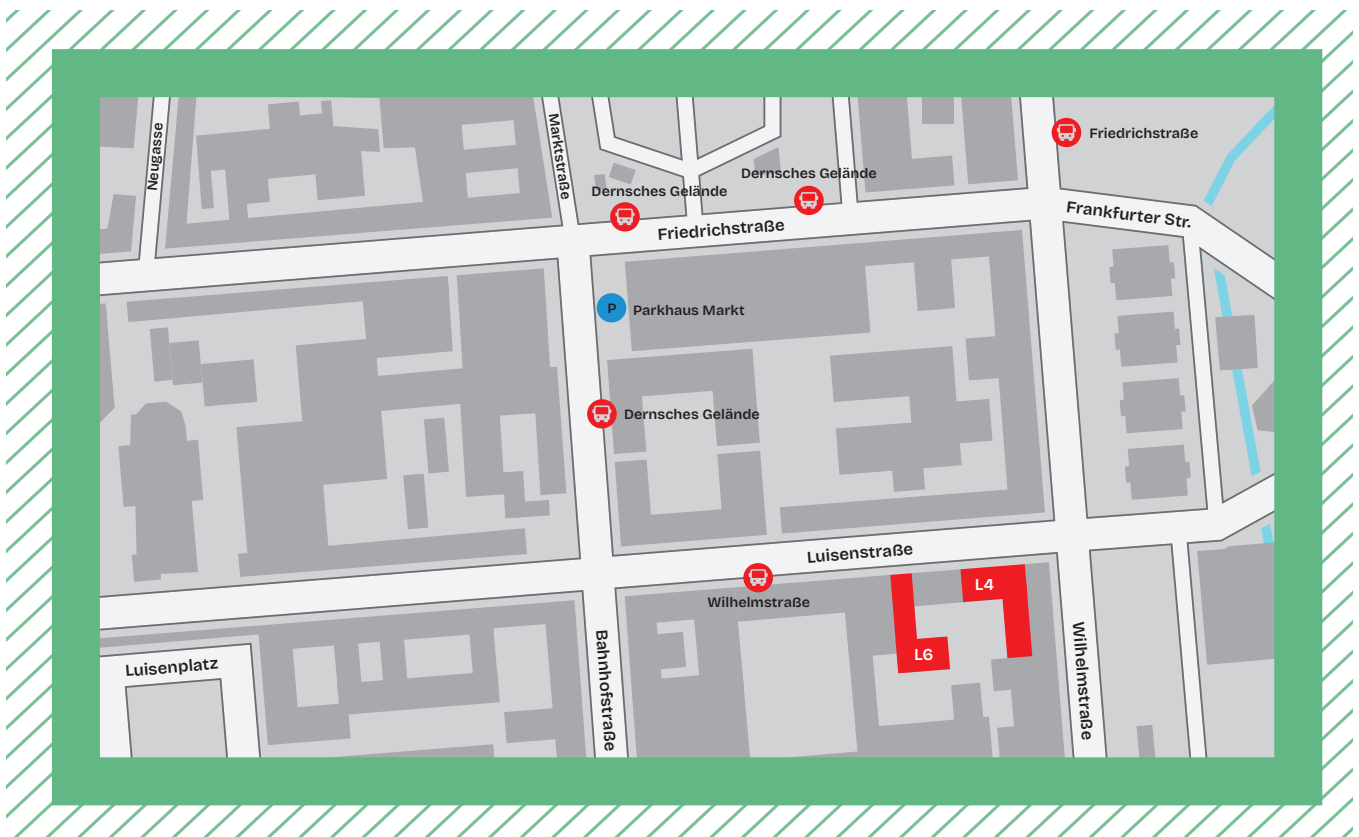 Neugasse
Marktstraße
Friedrichstraße
Dernsches Gelände
Dernsches Gelände
Frankfurter Str.
Friedrichstraße
P
Parkhaus Markt
Dernsches Gelände
Luisenstraße
Wilhelmstraße
L4
L6
Luisenplatz
Bahnhofstraße
Wilhelmstraße